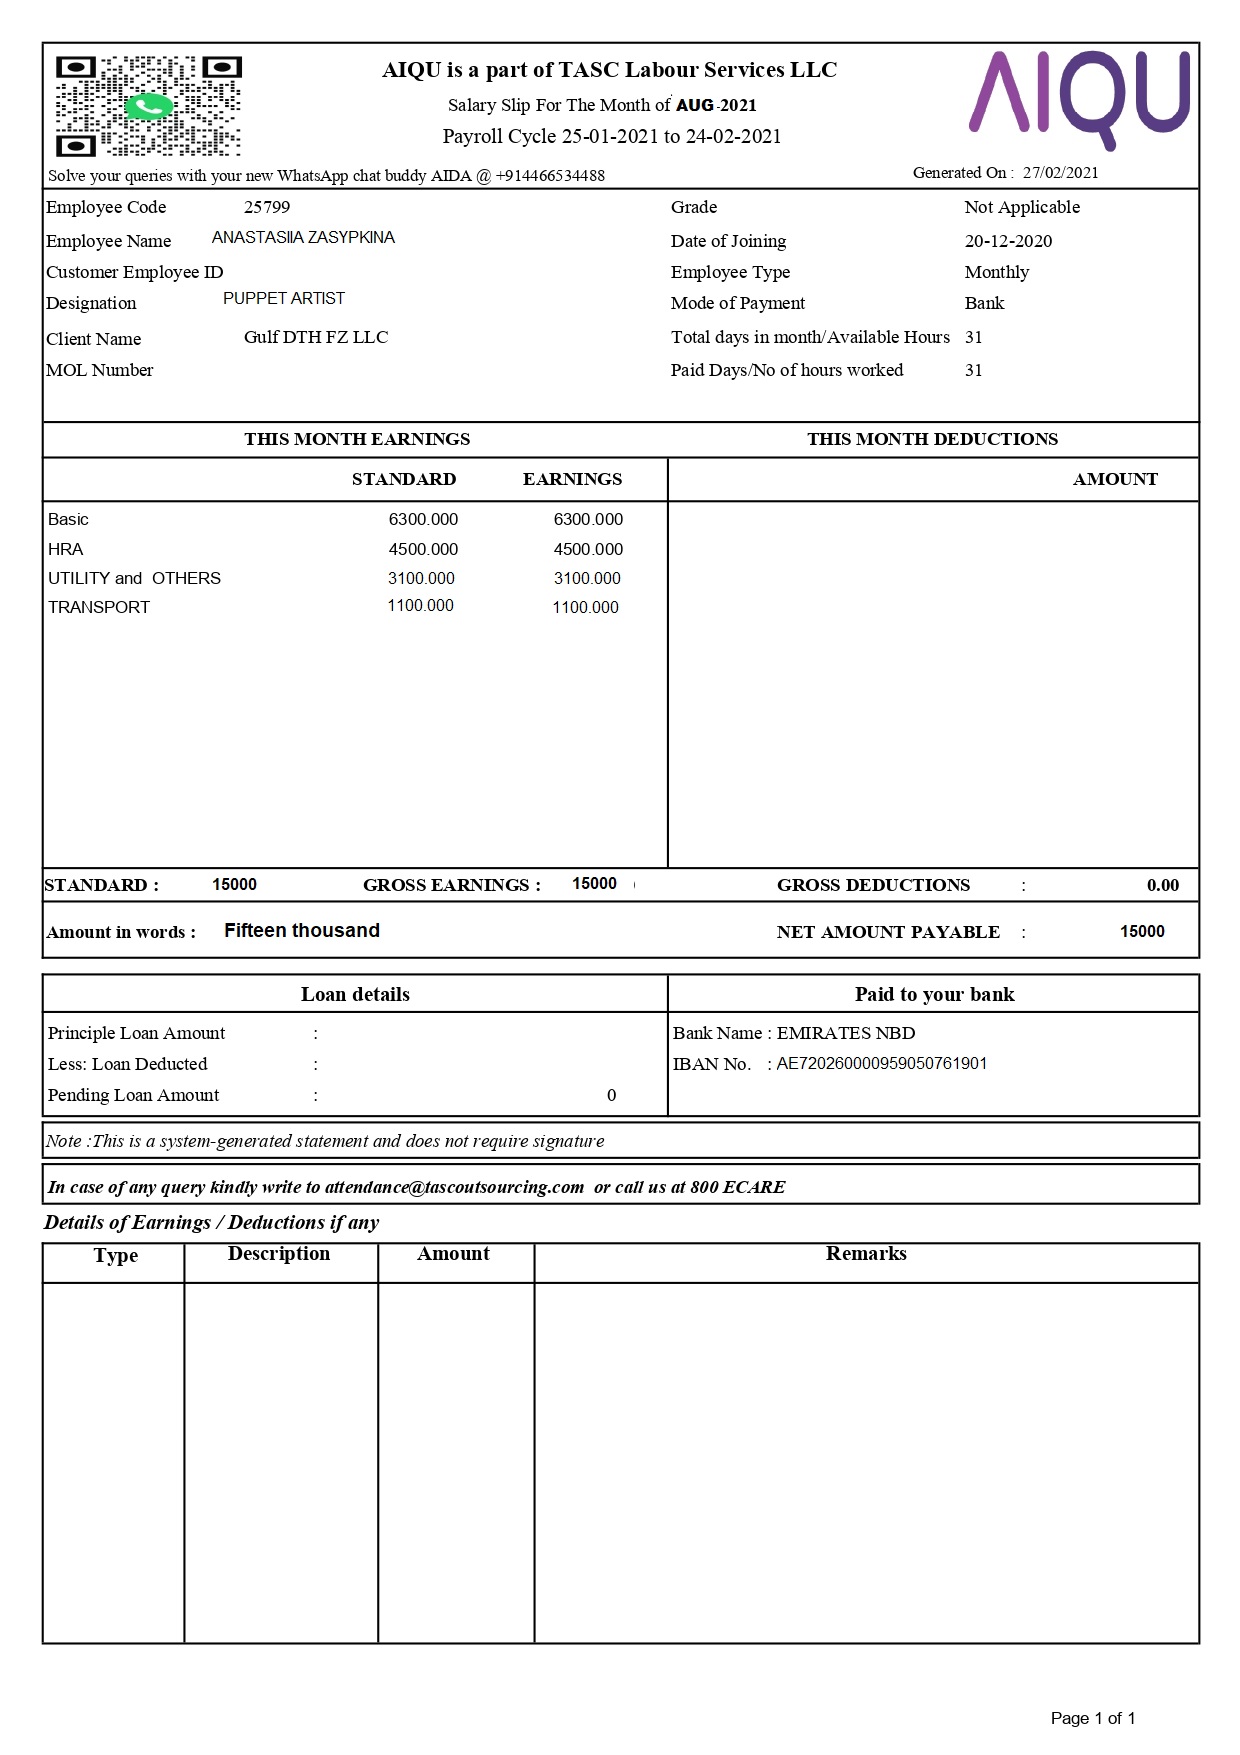 AIQU is a part of TASC Labour Services LLC
AIQU
Salary Slip For The Month of AUG-2021
Payroll Cycle 25-01-2021 to 24-02-2021
Solve your queries with your new WhatsApp chat buddy AIDA @ +914466534488 Generated On : 27/02/2021
Employee Code 25799 Grade Not Applicable
Employee Name ANASTASIIA ZASYPKINA Date of Joining 20-12-2020
Customer Employee ID Employee Type Monthly
Designation PUPPET ARTIST Mode of Payment Bank
Client Name Gulf DTH FZ LLC Total days in month/Available Hours 31
MOL Number Paid Days/No of hours worked 31
THIS MONTH EARNINGS THIS MONTH DEDUCTIONS
STANDARD EARNINGS AMOUNT
Basic 6300.000 6300.000
HRA 4500.000 4500.000
UTILITY and OTHERS 3100.000 3100.000
TRANSPORT 1100.000 1100.000
STANDARD : 15000 GROSS EARNINGS : 15000 GROSS DEDUCTIONS : 0.00
Amount in words : Fifteen thousand NET AMOUNT PAYABLE : 15000
Loan details Paid to your bank
Principle Loan Amount : Bank Name : EMIRATES NBD
Less: Loan Deducted : IBAN No. : AE720260000959050761901
Pending Loan Amount : 0
Note :This is a system-generated statement and does not require signature
In case of any query kindly write to attendance@tascoutsourcing.com or call us at 800 ECARE
Details of Earnings / Deductions if any
Type Description Amount Remarks
Page 1 of 1